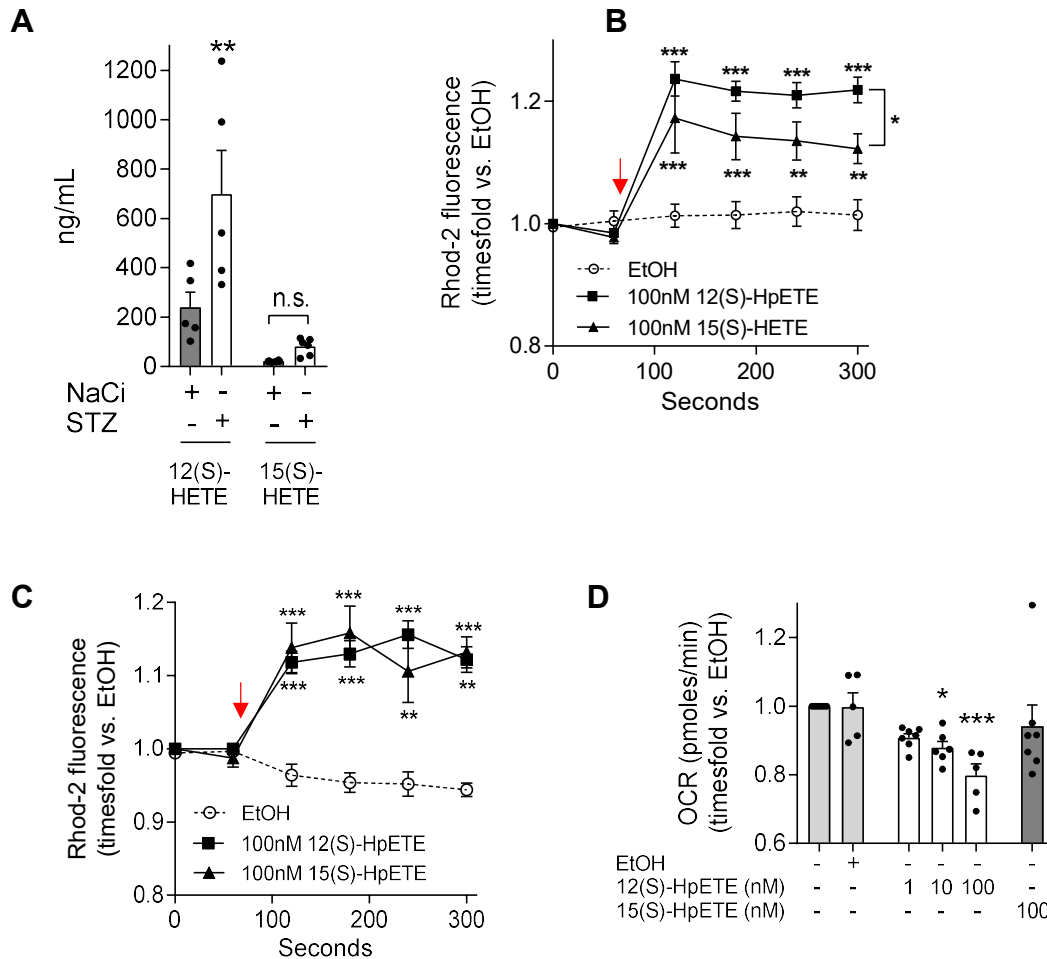 A
ng/mL
1200
1000
800
600
400
200
0
**
n.s.
NaCi + - + -
STZ - + - +
12(S)- 15(S)-
HETE HETE
B
Rhod-2 fluorescence
(timesfold vs. EtOH)
1.2
1.0
0.8
*** *** *** ***
*
*** *** ** **
EtOH
100nM 12(S)-HpETE
100nM 15(S)-HETE
0 100 200 300
Seconds
C
Rhod-2 fluorescence
(timesfold vs. EtOH)
1.2
1.1
1.0
0.9
0.8
*** *** *** ***
*** *** ** **
EtOH
100nM 12(S)-HpETE
100nM 15(S)-HpETE
0 100 200 300
Seconds
D
OCR (pmoles/min)
(timesfold vs. EtOH)
1.2
1.0
0.8
0.6
* ***
EtOH - + - - - -
12(S)-HpETE (nM) - - 1 10 100 -
15(S)-HpETE (nM) - - - - - 100